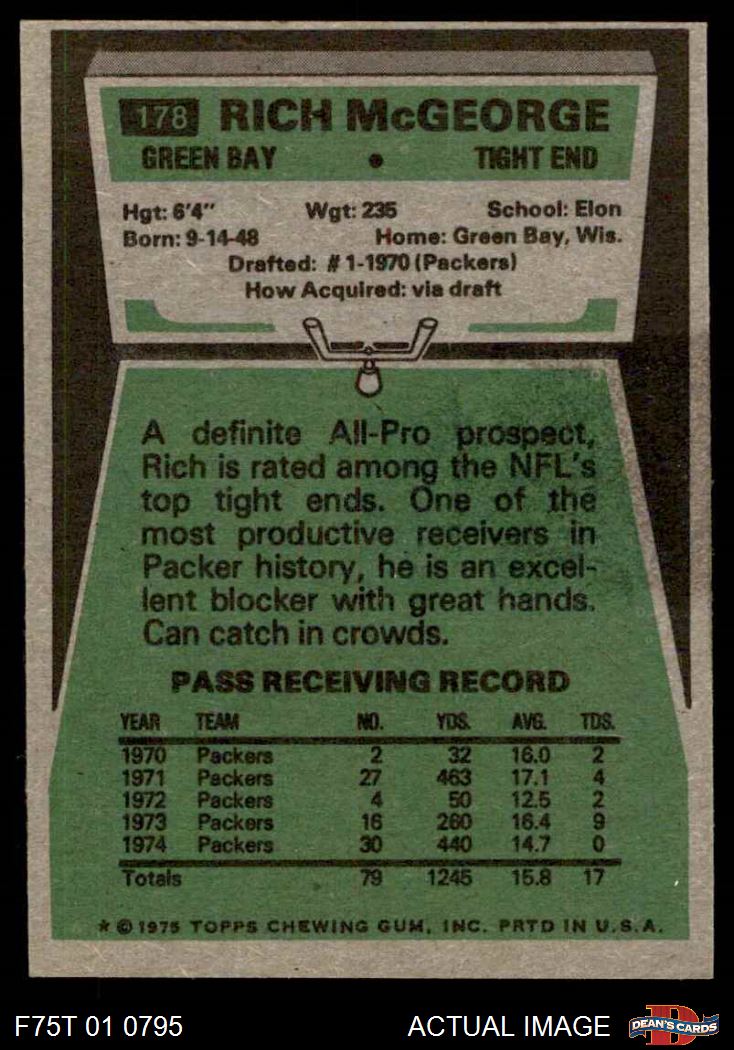 178 RICH McGEORGE
GREEN BAY • TIGHT END
Hgt: 6'4" Wgt: 235 School: Elon
Born: 9-14-48 Home: Green Bay, Wis.
Drafted: #1-1970 (Packers)
How Acquired: via draft
A definite All-Pro prospect,
Rich is rated among the NFL's
top tight ends. One of the
most productive receivers in
Packer history, he is an excel-
lent blocker with great hands.
Can catch in crowds.
PASS RECEIVING RECORD
YEAR TEAM NO. YDS. AVG. TDS.
1970 Packers 2 32 16.0 2
1971 Packers 27 463 17.1 4
1972 Packers 4 50 12.5 2
1973 Packers 16 260 16.4 9
1974 Packers 30 440 14.7 0
Totals 79 1245 15.8 17
★ © 1975 TOPPS CHEWING GUM, INC. PRTD IN U.S.A.
F75T 01 0795 ACTUAL IMAGE DEAN'S CARDS